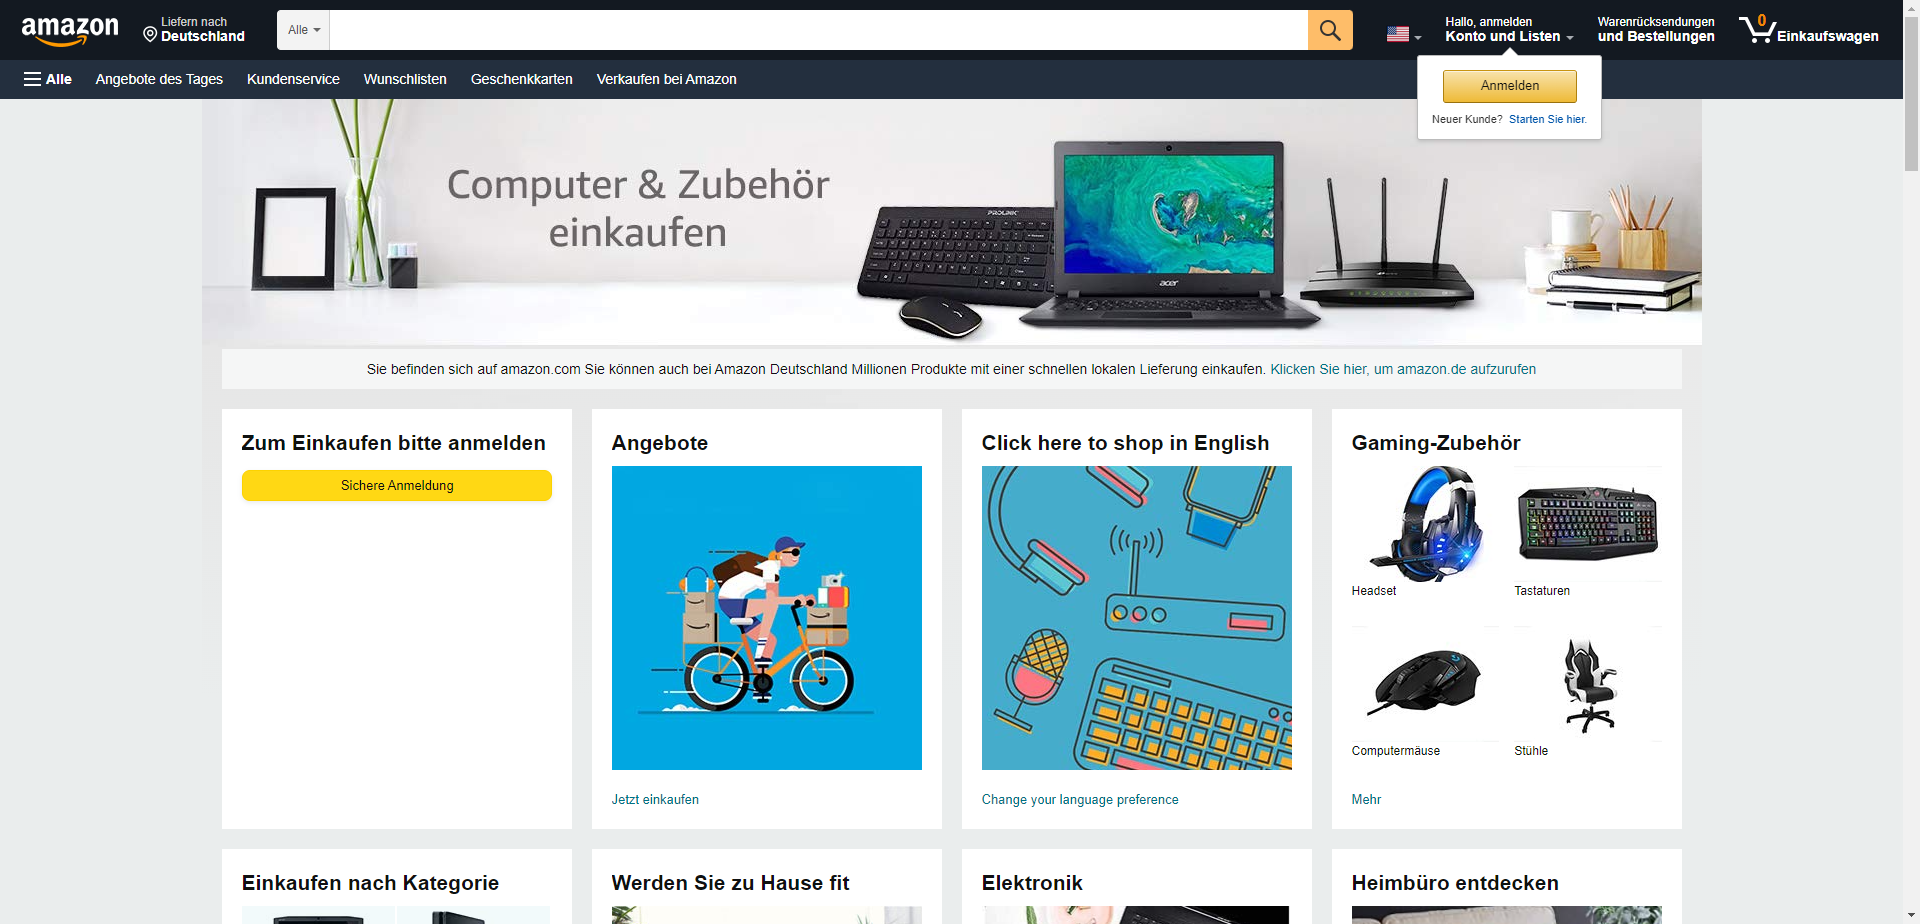 amazon
Liefern nach
Deutschland
Alle
Hallo, anmelden
Konto und Listen
Warenrücksendungen
und Bestellungen
0
Einkaufswagen
Alle
Angebote des Tages
Kundenservice
Wunschlisten
Geschenkkarten
Verkaufen bei Amazon
Anmelden
Neuer Kunde? Starten Sie hier.
Computer & Zubehör
einkaufen
PROLINK
acer
Sie befinden sich auf amazon.com Sie können auch bei Amazon Deutschland Millionen Produkte mit einer schnellen lokalen Lieferung einkaufen. Klicken Sie hier, um amazon.de aufzurufen
Zum Einkaufen bitte anmelden
Sichere Anmeldung
Angebote
Jetzt einkaufen
Click here to shop in English
Change your language preference
Gaming-Zubehör
Headset
Tastaturen
Computermäuse
Stühle
Mehr
Einkaufen nach Kategorie
Werden Sie zu Hause fit
Elektronik
Heimbüro entdecken